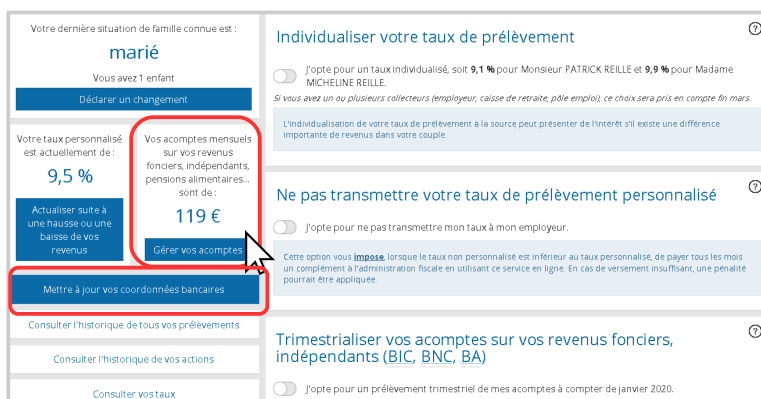 Votre dernière situation de famille connue est :
marié
Vous avez 1 enfant
Déclarer un changement
Votre taux personnalisé
est actuellement de :
9,5 %
Actualiser suite à
une hausse ou une
baisse de vos
revenus
Vos acomptes mensuels
sur vos revenus
fonciers, indépendants,
pensions alimentaires...
sont de :
119 €
Gérer vos acomptes
Mettre à jour vos coordonnées bancaires
Consulter l'historique de tous vos prélèvements
Consulter l'historique de vos actions
Consulter vos taux
Individualiser votre taux de prélèvement
?
J'opte pour un taux individualisé, soit 9,1 % pour Monsieur PATRICK REILLE et 9,9 % pour Madame
MICHELINE REILLE.
Si vous avez un ou plusieurs collecteurs (employeur, caisse de retraite, pôle emploi), ce choix sera pris en compte fin mars.
L'individualisation de votre taux de prélèvement à la source peut présenter de l'intérêt s'il existe une différence
importante de revenus dans votre couple.
Ne pas transmettre votre taux de prélèvement personnalisé
?
J'opte pour ne pas transmettre mon taux à mon employeur.
Cette option vous impose, lorsque le taux non personnalisé est inférieur au taux personnalisé, de payer tous les mois
un complément à l'administration fiscale en utilisant ce service en ligne. En cas de versement insuffisant, une pénalité
pourrait être appliquée.
Trimestrialiser vos acomptes sur vos revenus fonciers,
indépendants (BIC, BNC, BA)
?
J'opte pour un prélèvement trimestriel de mes acomptes à compter de janvier 2020.